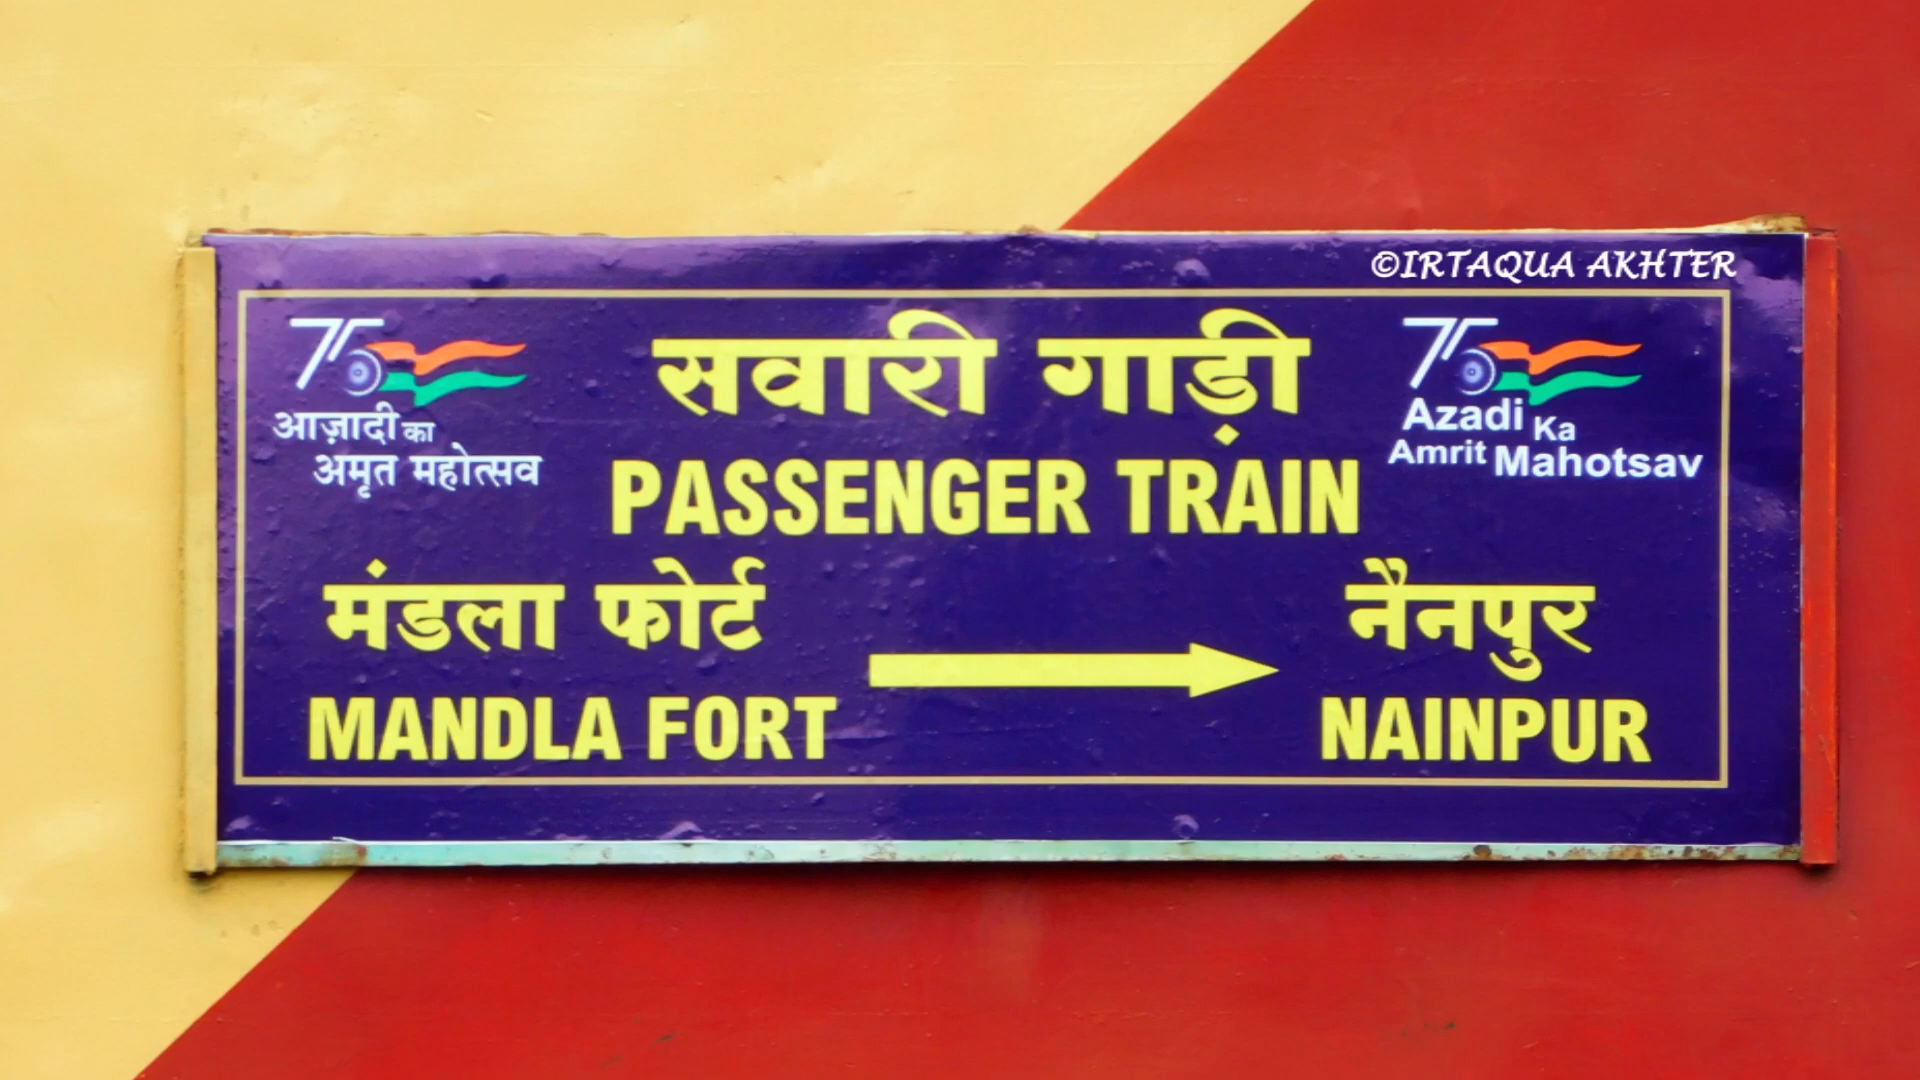 ©IRTAQUA AKHTER
75
आज़ादी का
अमृत महोत्सव
सवारी गाड़ी
75
Azadi Ka
Amrit Mahotsav
PASSENGER TRAIN
मंडला फोर्ट
नैनपुर
MANDLA FORT
NAINPUR